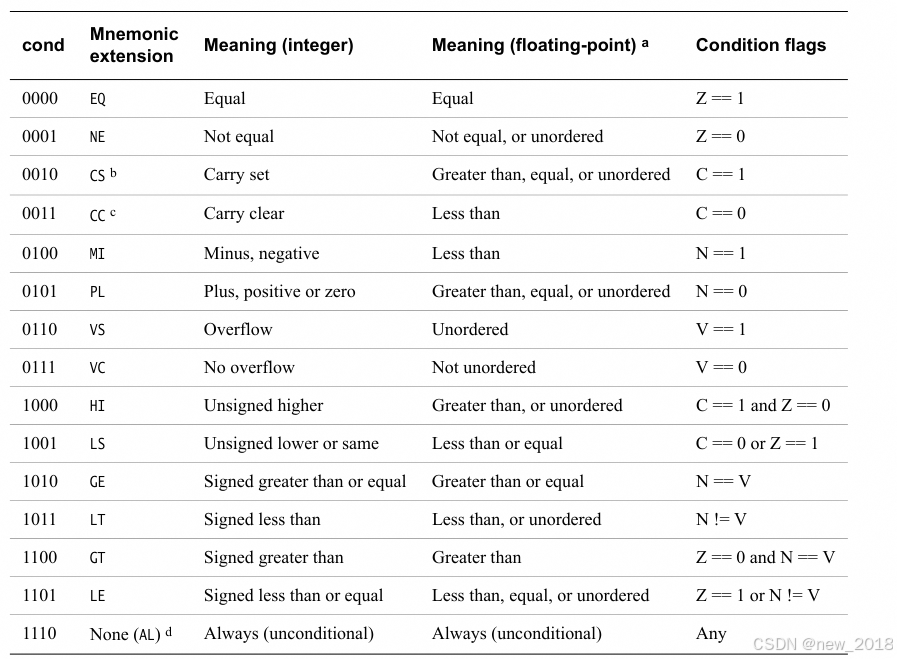 cond Mnemonic extension Meaning (integer) Meaning (floating-point) a Condition flags
0000 EQ Equal Equal Z == 1
0001 NE Not equal Not equal, or unordered Z == 0
0010 CS b Carry set Greater than, equal, or unordered C == 1
0011 CC c Carry clear Less than C == 0
0100 MI Minus, negative Less than N == 1
0101 PL Plus, positive or zero Greater than, equal, or unordered N == 0
0110 VS Overflow Unordered V == 1
0111 VC No overflow Not unordered V == 0
1000 HI Unsigned higher Greater than, or unordered C == 1 and Z == 0
1001 LS Unsigned lower or same Less than or equal C == 0 or Z == 1
1010 GE Signed greater than or equal Greater than or equal N == V
1011 LT Signed less than Less than, or unordered N != V
1100 GT Signed greater than Greater than Z == 0 and N == V
1101 LE Signed less than or equal Less than, equal, or unordered Z == 1 or N != V
1110 None (AL) d Always (unconditional) Always (unconditional) Any
CSDN @new_2018